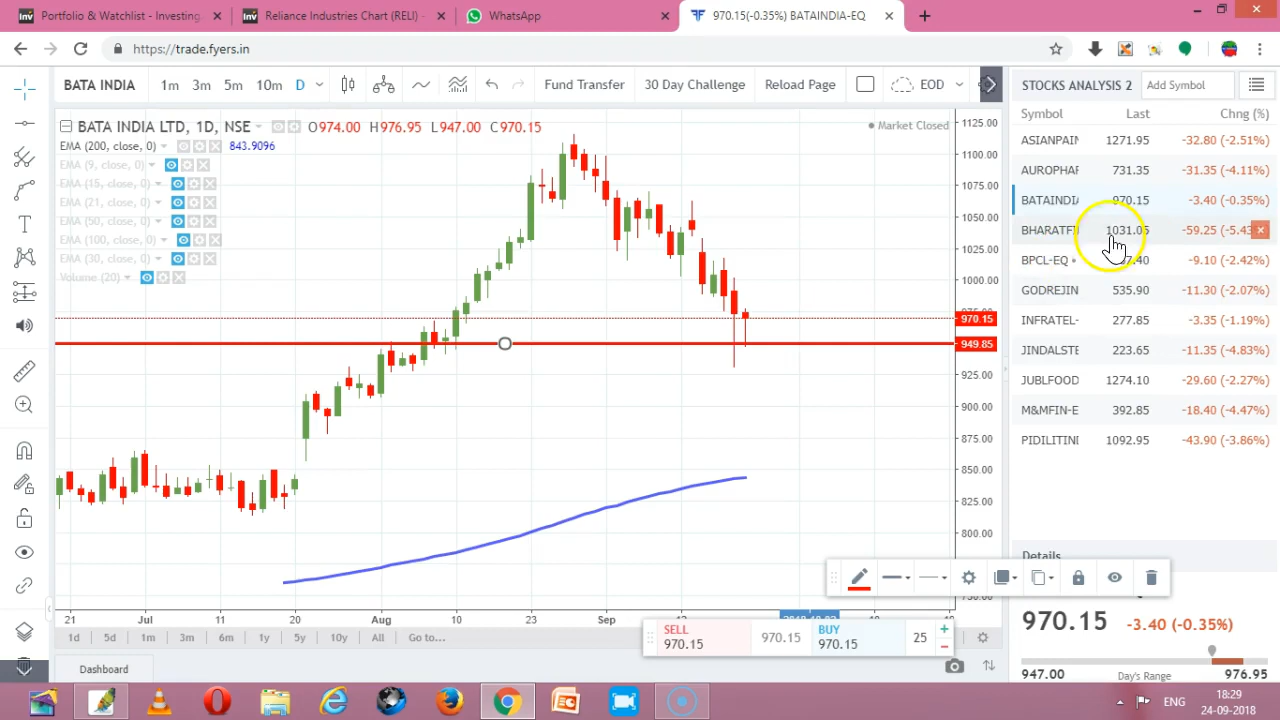 Portfolio & Watchlist - Investing.
Reliance Industries Chart (RELI)
WhatsApp
970.15(-0.35%) BATAINDIA-EQ
https://trade.fyers.in
BATA INDIA 1m 3m 5m 10m D Fund Transfer 30 Day Challenge Reload Page EOD
STOCKS ANALYSIS 2 Add Symbol
Symbol Last Chng (%)
BATA INDIA LTD, 1D, NSE O974.00 H976.95 L947.00 C970.15
Market Closed
EMA (200, close, 0) 843.9096
EMA (9, close, 0)
EMA (15, close, 0)
EMA (21, close, 0)
EMA (50, close, 0)
EMA (100, close, 0)
EMA (30, close, 0)
Volume (20)
1125.00
1100.00
1075.00
1050.00
1025.00
1000.00
970.15
949.85
925.00
900.00
875.00
850.00
825.00
800.00
ASIANPAIN 1271.95 -32.80 (-2.51%)
AUROPHAR 731.35 -31.35 (-4.11%)
BATAINDIA 970.15 -3.40 (-0.35%)
BHARATFI 1031.05 -59.25 (-5.43
BPCL-EQ .40 -9.10 (-2.42%)
GODREJIN 535.90 -11.30 (-2.07%)
INFRATEL- 277.85 -3.35 (-1.19%)
JINDALSTE 223.65 -11.35 (-4.83%)
JUBLFOOD 1274.10 -29.60 (-2.27%)
M&MFIN-E 392.85 -18.40 (-4.47%)
PIDILITINI 1092.95 -43.90 (-3.86%)
Details
21 Jul 10 20 Aug 10 23 Sep 12
1d 5d 1m 3m 6m 1y 5y 10y All Go to...
SELL
970.15
970.15
BUY
970.15
25
970.15 -3.40 (-0.35%)
947.00 Day's Range 976.95
Dashboard
ENG
18:29
24-09-2018